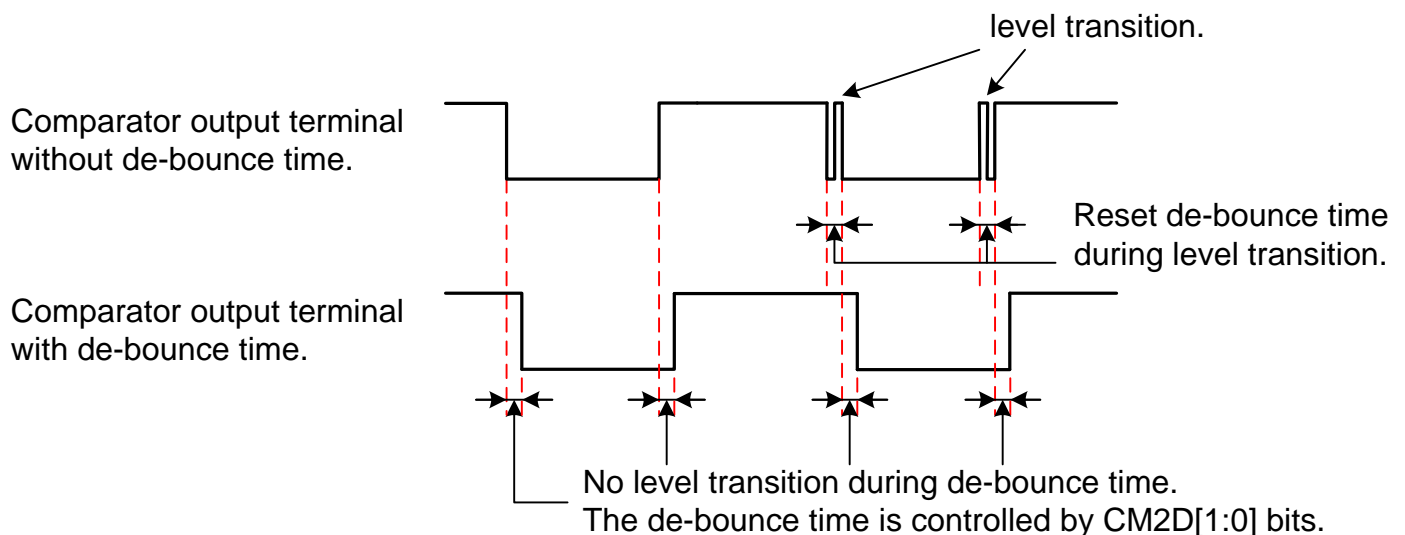 level transition.
Comparator output terminal
without de-bounce time.
Reset de-bounce time
during level transition.
Comparator output terminal
with de-bounce time.
No level transition during de-bounce time.
The de-bounce time is controlled by CM2D[1:0] bits.